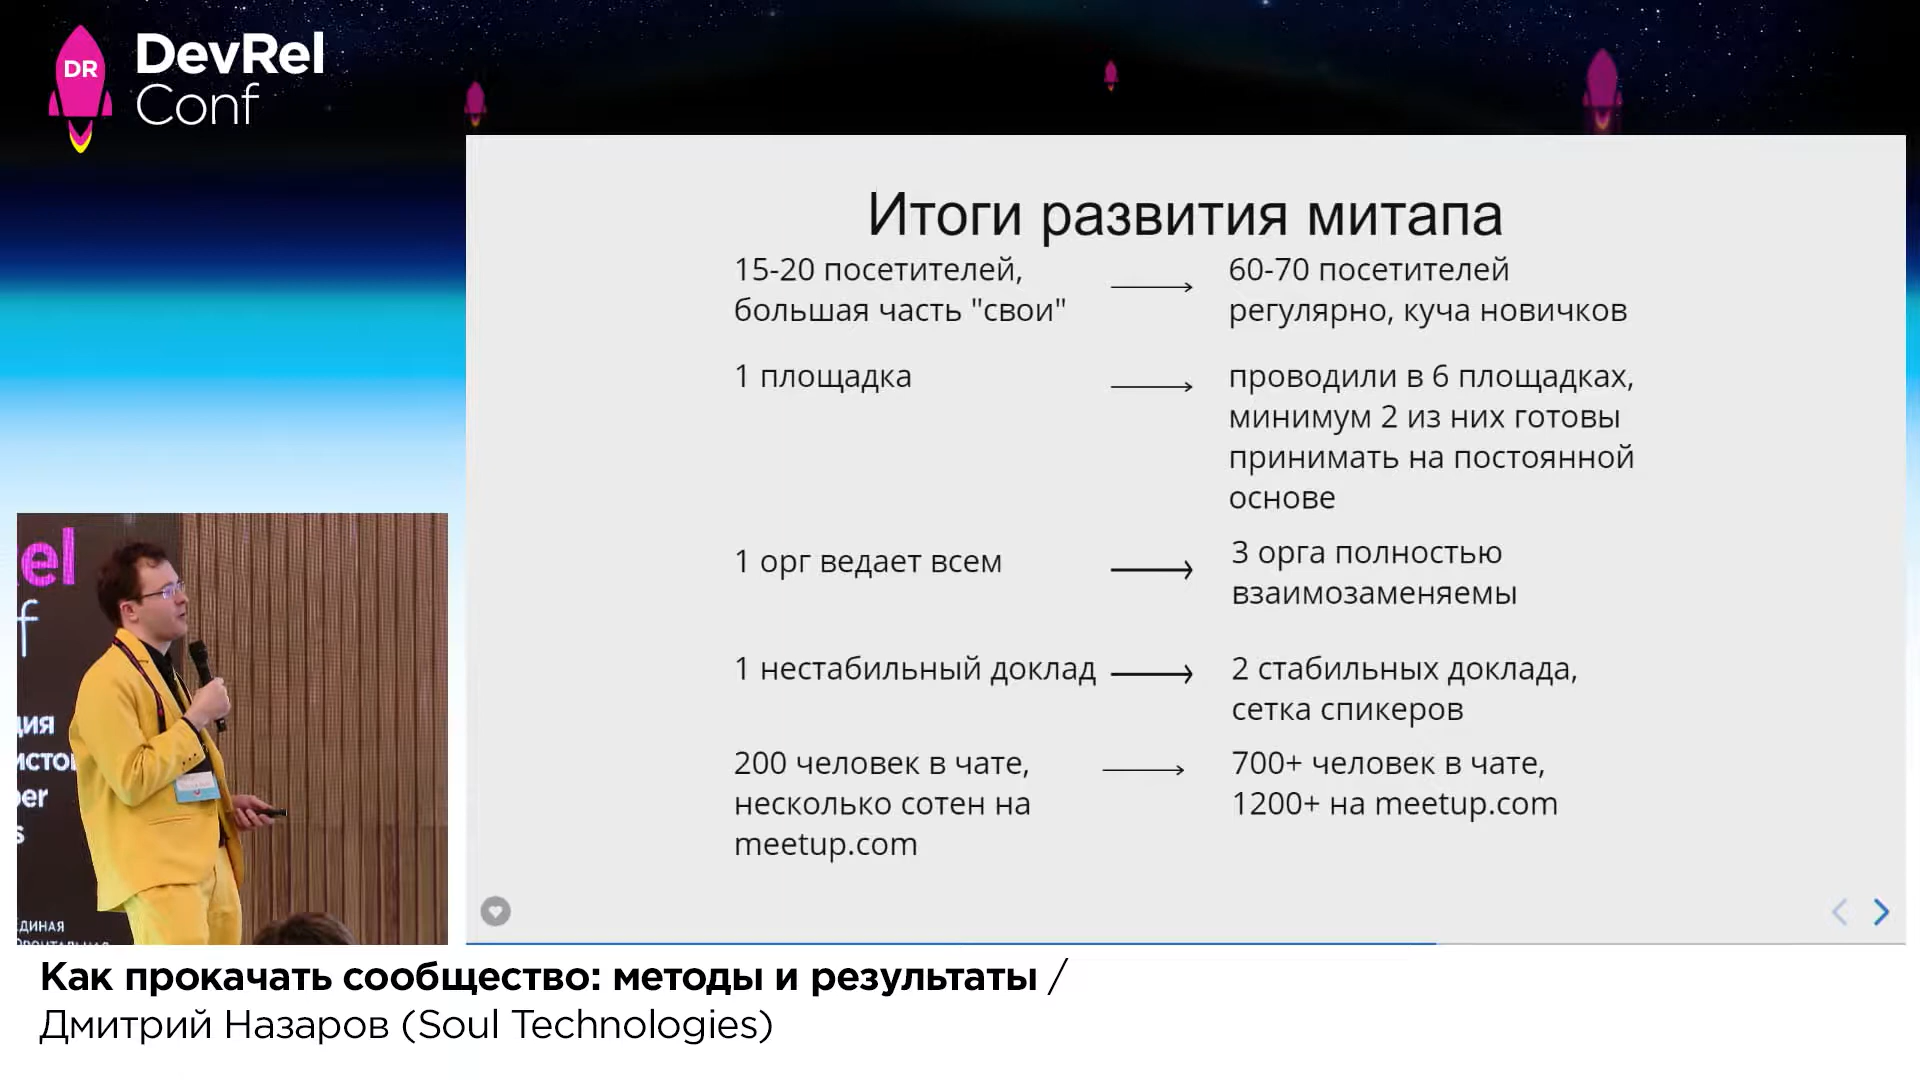 DR
DevRel
Conf
Итоги развития митапа
15-20 посетителей,
большая часть "свои"
60-70 посетителей
регулярно, куча новичков
1 площадка
проводили в 6 площадках,
минимум 2 из них готовы
принимать на постоянной
основе
1 орг ведает всем
3 орга полностью
взаимозаменяемы
1 нестабильный доклад
2 стабильных доклада,
сетка спикеров
200 человек в чате,
несколько сотен на
meetup.com
700+ человек в чате,
1200+ на meetup.com
el
f
Как прокачать сообщество: методы и результаты /
Дмитрий Назаров (Soul Technologies)